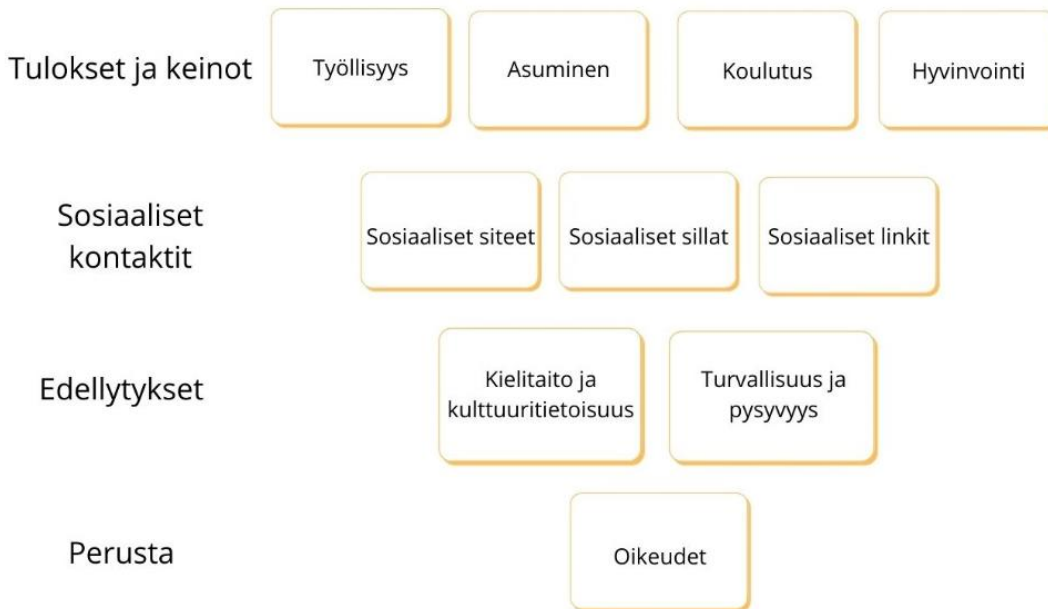 Tulokset ja keinot
Työllisyys
Asuminen
Koulutus
Hyvinvointi
Sosiaaliset
kontaktit
Sosiaaliset siteet
Sosiaaliset sillat
Sosiaaliset linkit
Edellytykset
Kielitaito ja
kulttuuritietoisuus
Turvallisuus ja
pysyvyys
Perusta
Oikeudet